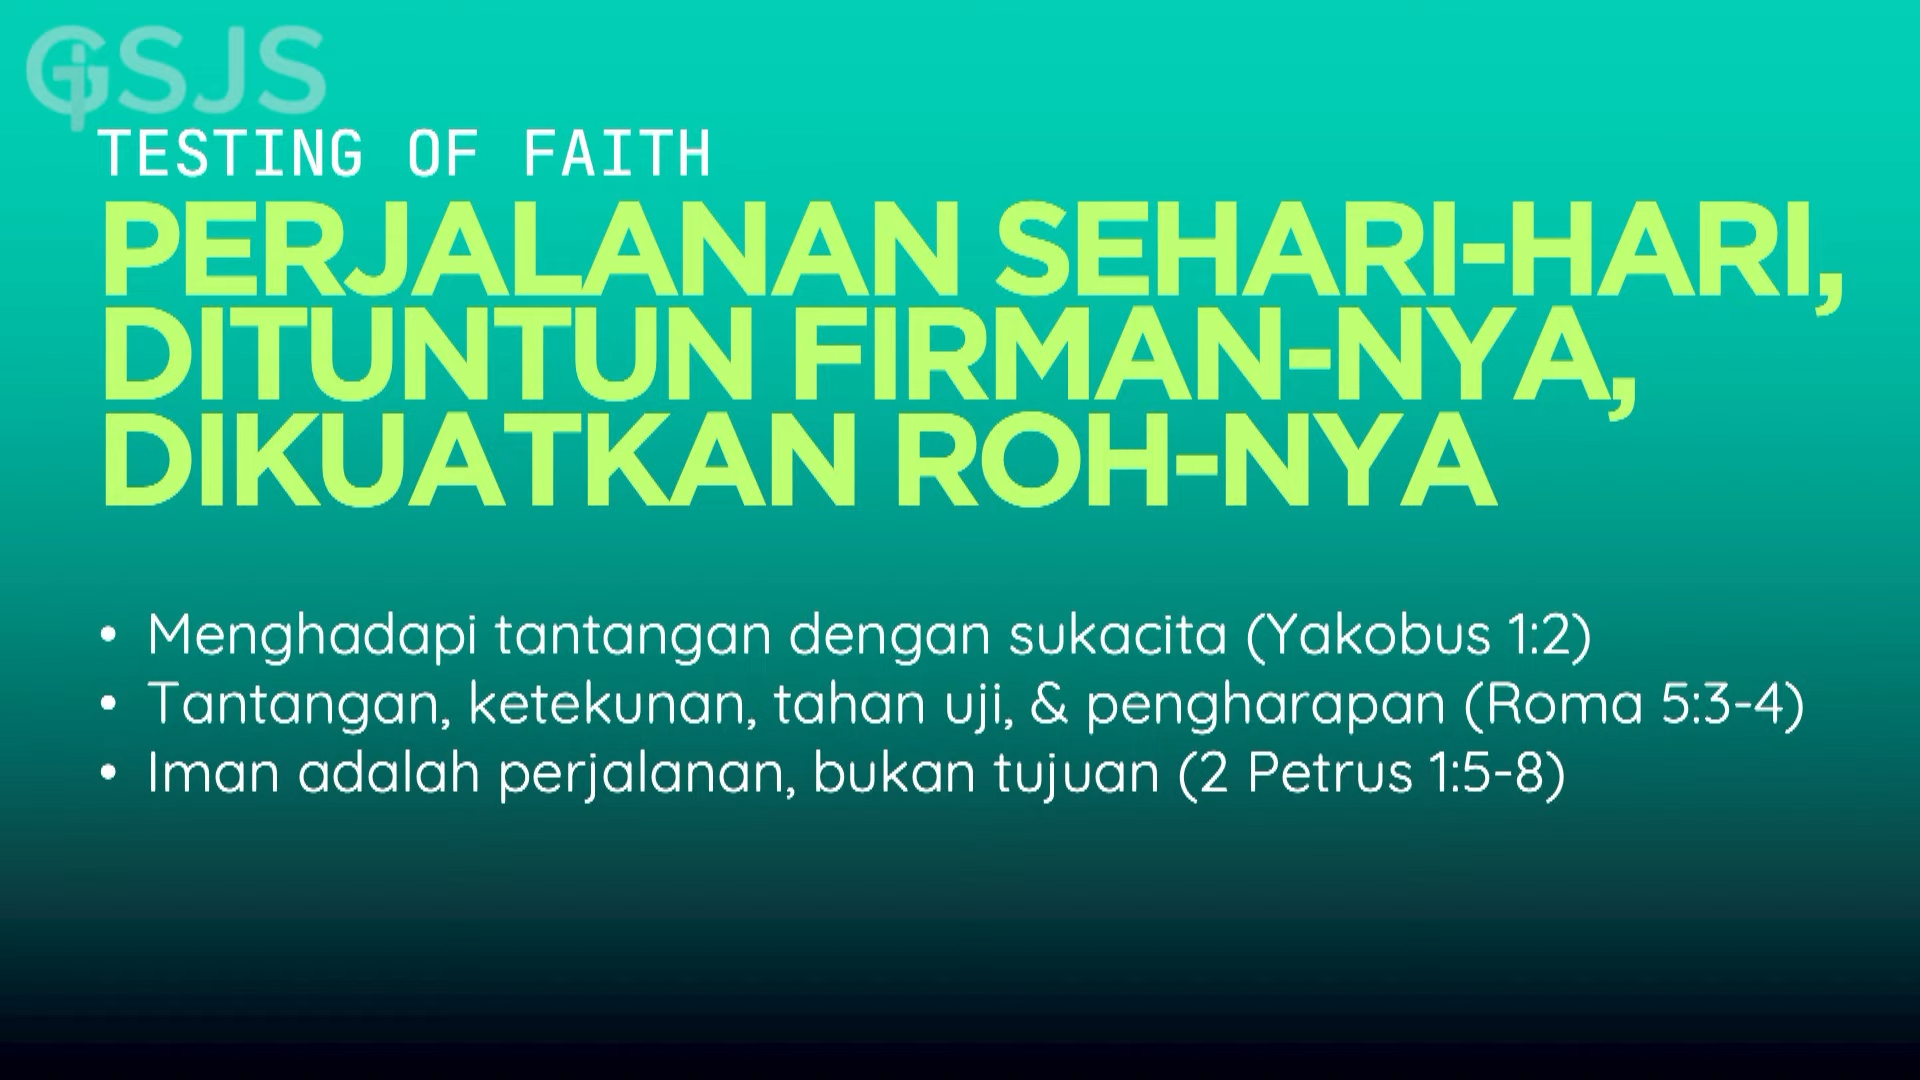 GSJS
TESTING OF FAITH
PERJALANAN SEHARI-HARI,
DITUNTUN FIRMAN-NYA,
DIKUATKAN ROH-NYA
• Menghadapi tantangan dengan sukacita (Yakobus 1:2)
• Tantangan, ketekunan, tahan uji, & pengharapan (Roma 5:3-4)
• Iman adalah perjalanan, bukan tujuan (2 Petrus 1:5-8)